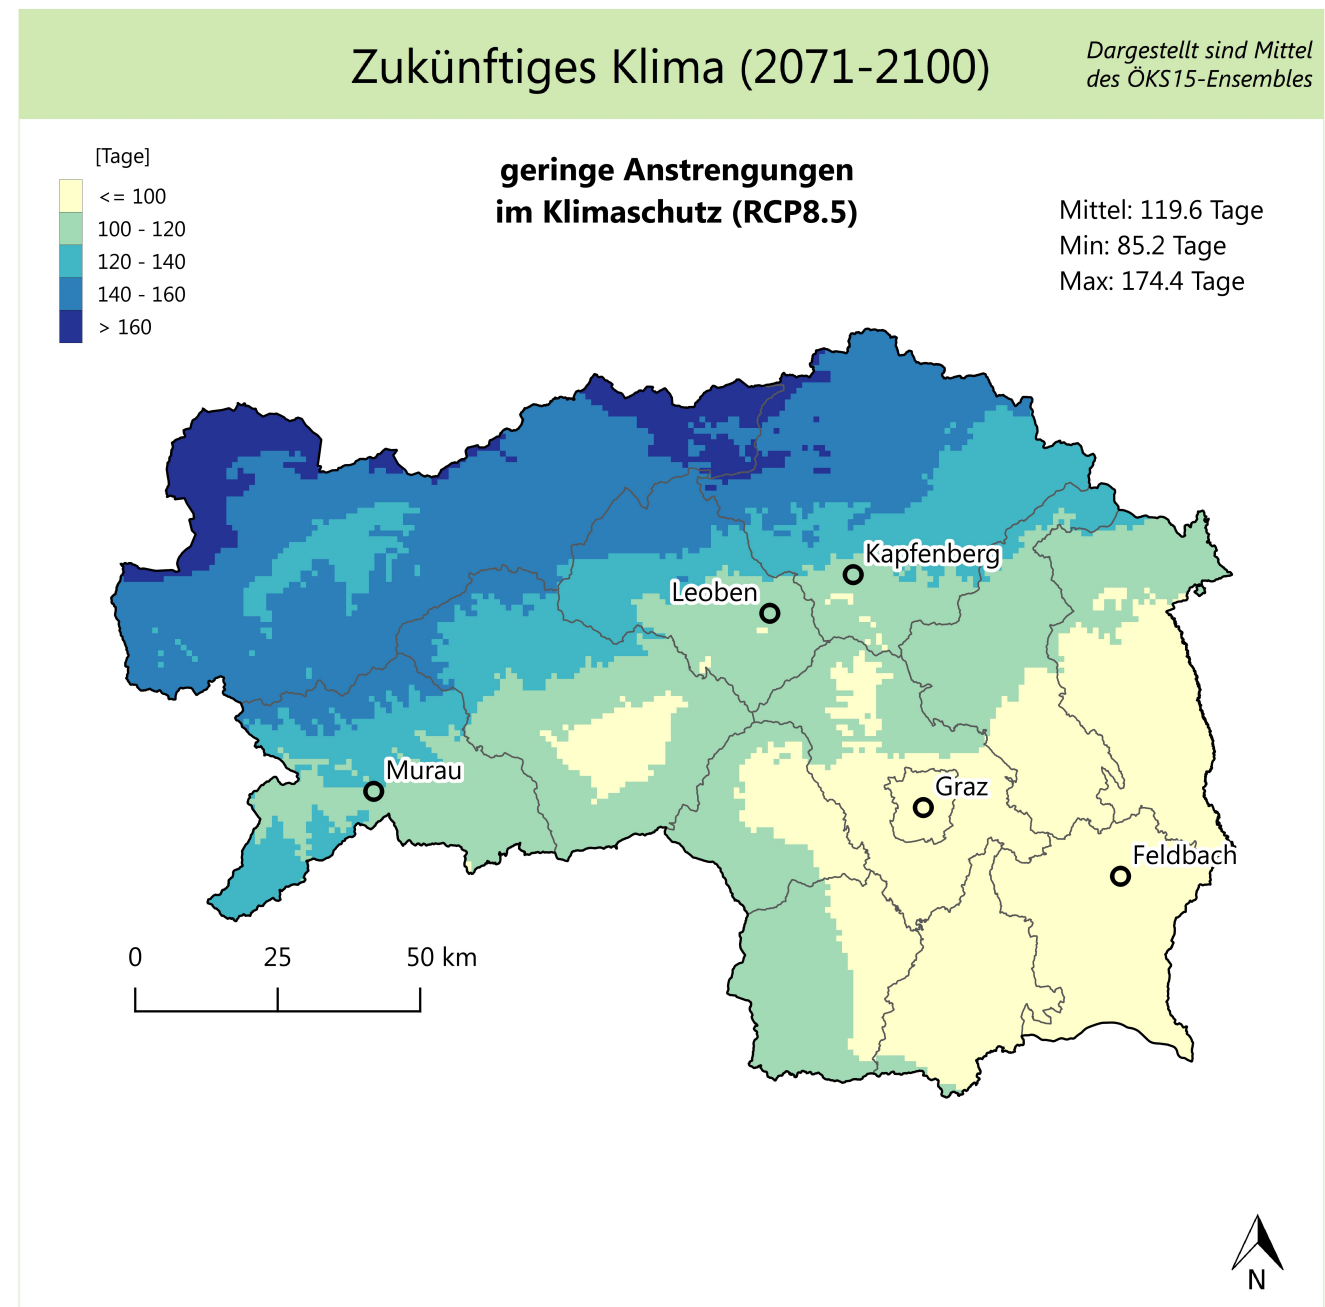 Zukünftiges Klima (2071-2100)
Dargestellt sind Mittel
des ÖKS15-Ensembles
[Tage]
<= 100
100 - 120
120 - 140
140 - 160
> 160
geringe Anstrengungen
im Klimaschutz (RCP8.5)
Mittel: 119.6 Tage
Min: 85.2 Tage
Max: 174.4 Tage
Kapfenberg
Leoben
Murau
Graz
Feldbach
0 25 50 km
N